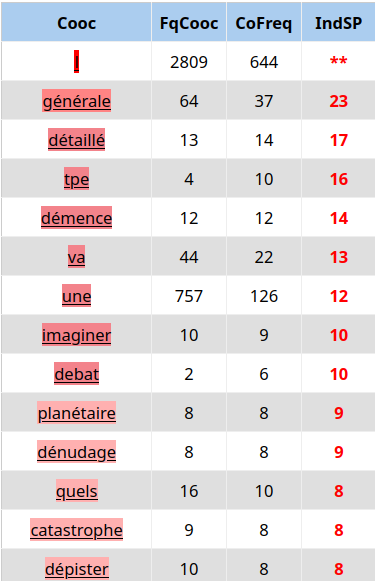 Cooc FqCooc CoFreq IndSP
! 2809 644 **
générale 64 37 23
détaillé 13 14 17
tpe 4 10 16
démence 12 12 14
va 44 22 13
une 757 126 12
imaginer 10 9 10
debat 2 6 10
planétaire 8 8 9
dénudage 8 8 9
quels 16 10 8
catastrophe 9 8 8
dépister 10 8 8